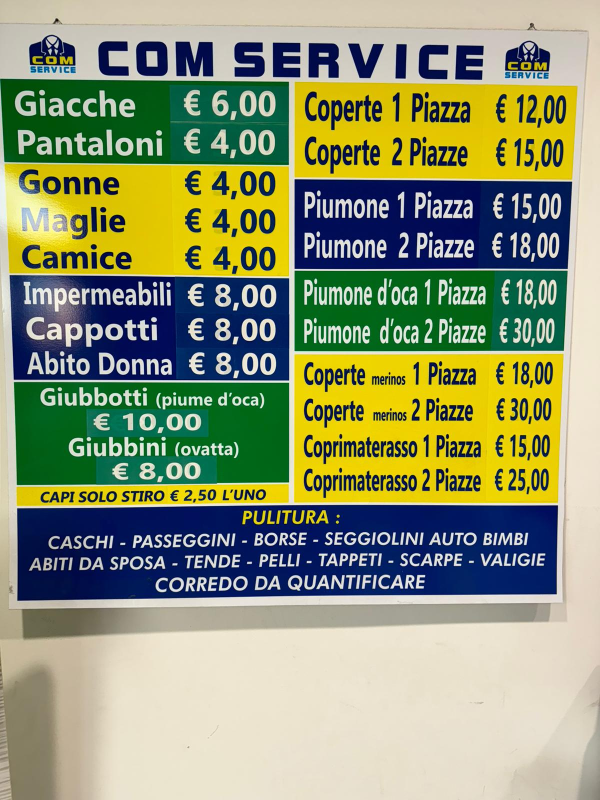 COM SERVICE
COM SERVICE
COM SERVICE
Giacche € 6,00
Pantaloni € 4,00
Gonne € 4,00
Maglie € 4,00
Camice € 4,00
Impermeabili € 8,00
Cappotti € 8,00
Abito Donna € 8,00
Giubbotti (piume d'oca)
€ 10,00
Giubbini (ovatta)
€ 8,00
CAPI SOLO STIRO € 2,50 L'UNO
Coperte 1 Piazza € 12,00
Coperte 2 Piazze € 15,00
Piumone 1 Piazza € 15,00
Piumone 2 Piazze € 18,00
Piumone d'oca 1 Piazza € 18,00
Piumone d'oca 2 Piazze € 30,00
Coperte merinos 1 Piazza € 18,00
Coperte merinos 2 Piazze € 30,00
Coprimaterasso 1 Piazza € 15,00
Coprimaterasso 2 Piazze € 25,00
PULITURA :
CASCHI - PASSEGGINI - BORSE - SEGGIOLINI AUTO BIMBI
ABITI DA SPOSA - TENDE - PELLI - TAPPETI - SCARPE - VALIGIE
CORREDO DA QUANTIFICARE